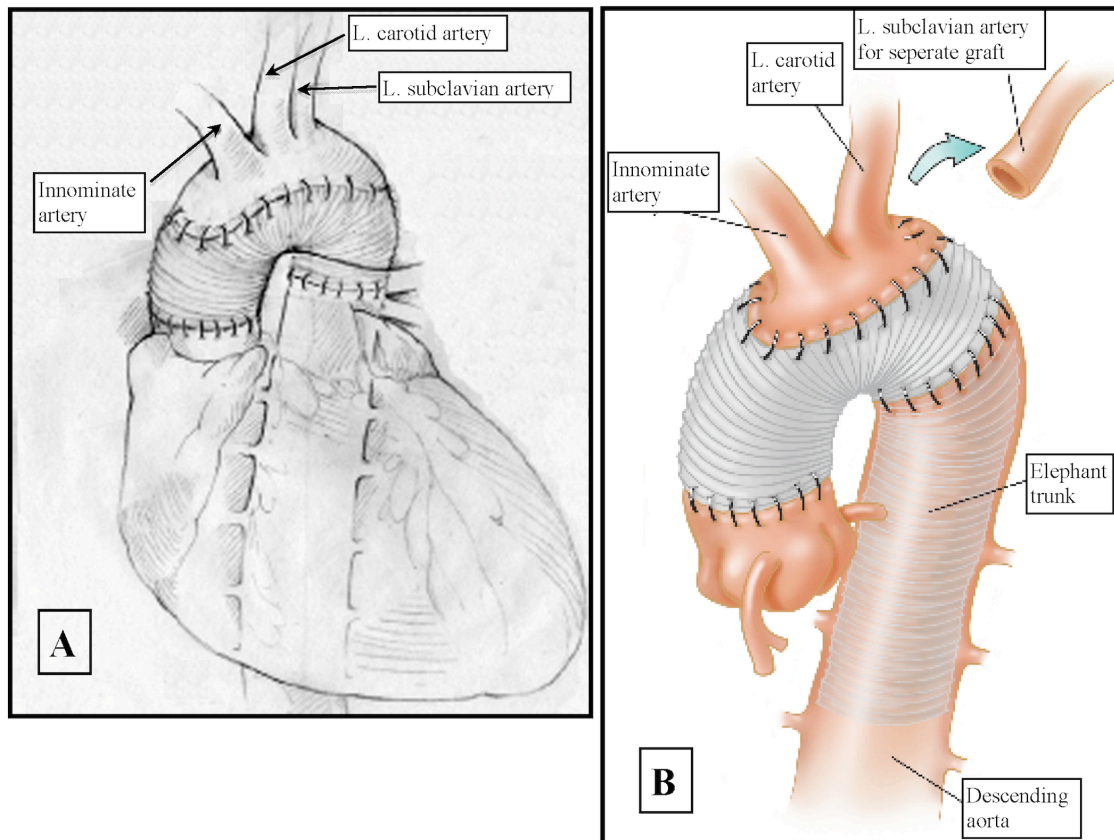 L. carotid artery
L. subclavian artery
Innominate
artery
A
L. subclavian artery
for seperate graft
L. carotid
artery
Innominate
artery
Elephant
trunk
Descending
aorta
B